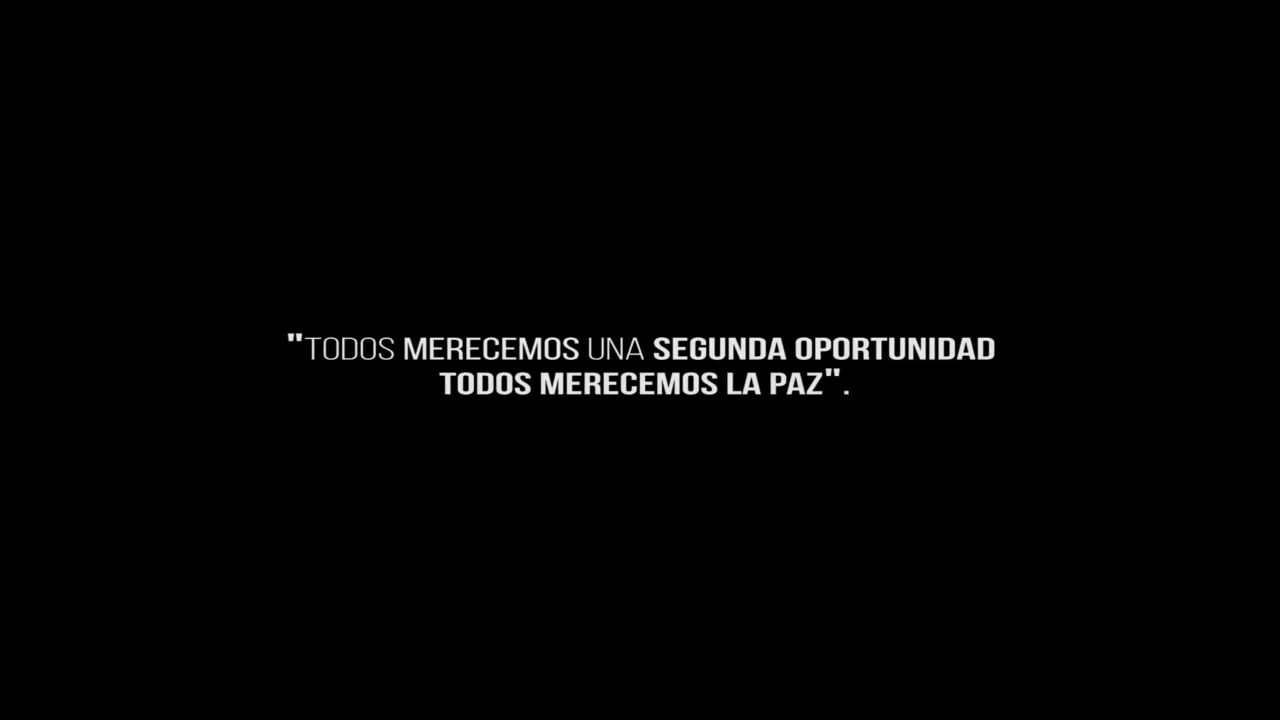 "TODOS MERECEMOS UNA SEGUNDA OPORTUNIDAD
TODOS MERECEMOS LA PAZ".